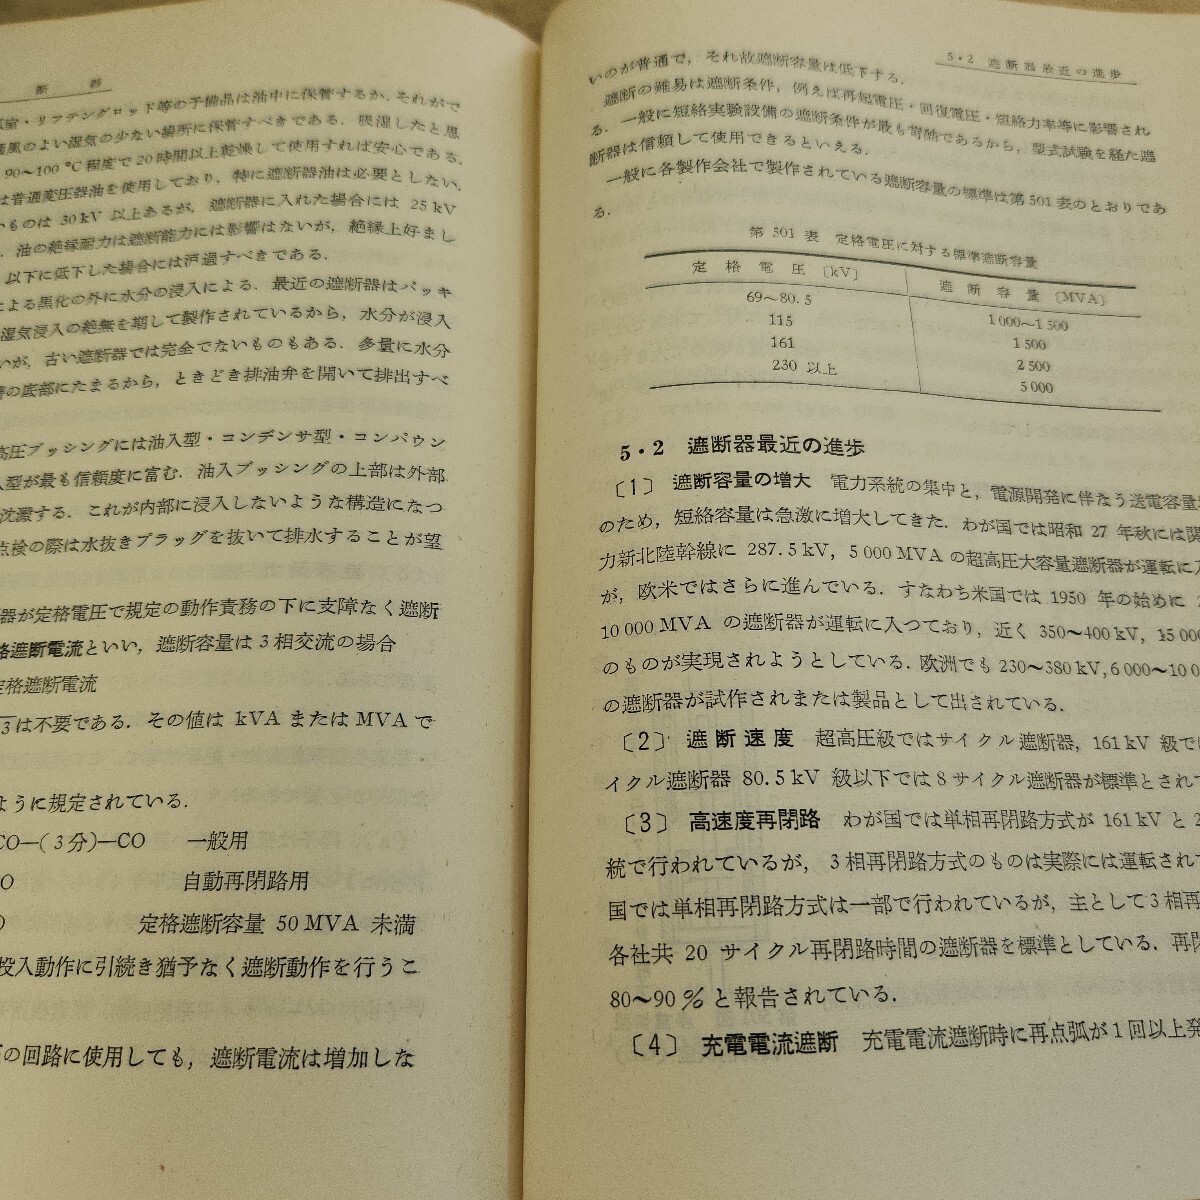 断部
室・リフテングロッド等の予備品は油中に保管するか，それがで
風のよい湿気の少ない場所に保管すべきである．吸湿したと思
90〜100 °C 程度で 20 時間以上乾燥して使用すれば安心である．
は普通変圧器油を使用しており，特に遮断器油は必要としない．
いものは 30 kV 以上あるが，遮断器に入れた場合には 25 kV
．油の絶縁耐力は遮断能力には影響はないが，絶縁上好まし
以下に低下した場合には沪過すべきである．
による黒化の外に水分の浸入による．最近の遮断器はパッキ
湿気浸入の絶無を期して製作されているから，水分が浸入
いが，古い遮断器では完全でないものもある．多量に水分
の底部にたまるから，ときどき排油弁を開いて排出すべ
高圧ブッシングには油入型・コンデンサ型・コンパウン
入型が最も信頼度に富む．油入ブッシングの上部は外部
沈澱する．これが内部に浸入しないような構造になつ
点検の際は水抜きプラッグを抜いて排水することが望
器が定格電圧で規定の動作責務の下に支障なく遮断
格遮断電流といい，遮断容量は 3 相交流の場合
定格遮断電流
3 は不要である．その値は kVA または MVA で
ように規定されている．
CO—(3分)—CO 一般用
O 自動再閉路用
定格遮断容量 50 MVA 未満
投入動作に引続き猶予なく遮断動作を行うこ
の回路に使用しても，遮断電流は増加しな
5・2 遮断器最近の進歩
いのが普通で，それ故遮断容量は低下する．
遮断の難易は遮断条件，例えば再起電圧・回復電圧・短絡力率等に影響され
る．一般に短絡実験設備の遮断条件が最も苛酷であるから，型式試験を経た遮
断器は信頼して使用できるといえる．
一般に各製作会社で製作されている遮断容量の標準は第 501 表のとおりであ
る．
第 501 表 定格電圧に対する標準遮断容量
定格電圧〔kV〕 遮断容量〔MVA〕
69〜80.5 1 000〜1 500
115 1 500
161 2 500
230 以上 5 000
5・2 遮断器最近の進歩
〔1〕 遮断容量の増大 電力系統の集中と，電源開発に伴なう送電容量
のため，短絡容量は急激に増大してきた．わが国では昭和 27 年秋には関
力新北陸幹線に 287.5 kV，5 000 MVA の超高圧大容量遮断器が運転に入
が，欧米ではさらに進んでいる．すなわち米国では 1950 年の始めに
10 000 MVA の遮断器が運転に入つており，近く 350〜400 kV，15 000
のものが実現されようとしている．欧洲でも 230〜380 kV, 6 000〜10 0
の遮断器が試作されまたは製品として出されている．
〔2〕 遮断速度 超高圧級ではサイクル遮断器，161 kV 級では
イクル遮断器 80.5 kV 級以下では 8 サイクル遮断器が標準とされて
〔3〕 高速度再閉路 わが国では単相再閉路方式が 161 kV と 2
統で行われているが，3 相再閉路方式のものは実際には運転されて
国では単相再閉路方式は一部で行われているが，主として 3 相再
各社共 20 サイクル再閉路時間の遮断器を標準としている．再閉
80〜90 % と報告されている．
〔4〕 充電電流遮断 充電電流遮断時に再点弧が 1 回以上発